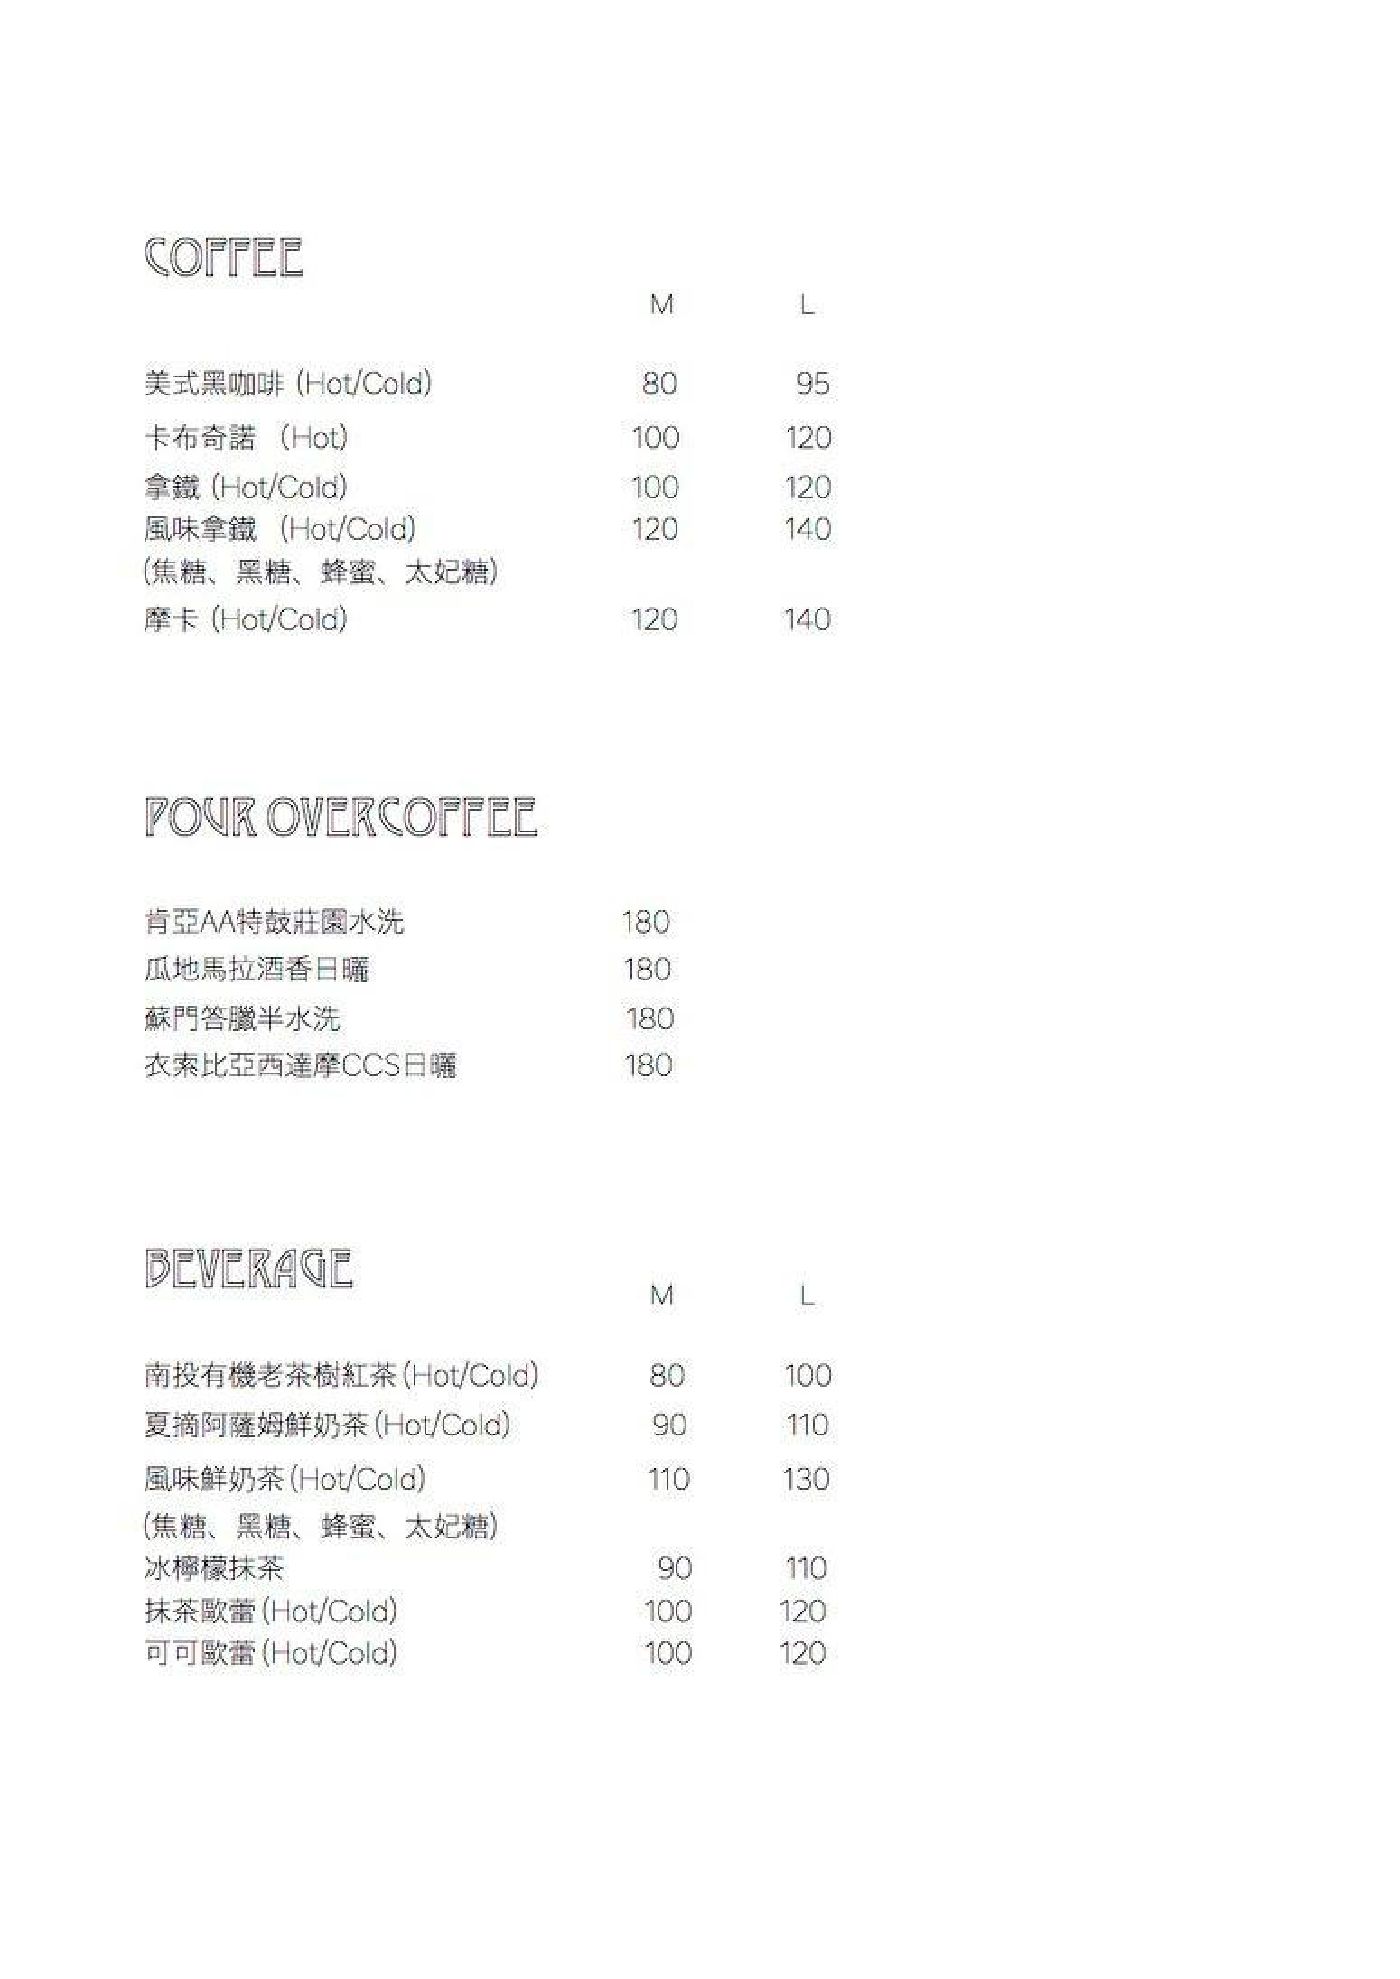 COFFEE
M L
美式黑咖啡 (Hot/Cold) 80 95
卡布奇諾 (Hot) 100 120
拿鐵 (Hot/Cold) 100 120
風味拿鐵 (Hot/Cold) 120 140
(焦糖、黑糖、蜂蜜、太妃糖)
摩卡 (Hot/Cold) 120 140
POUR OVERCOFFEE
肯亞AA特鼓莊園水洗 180
瓜地馬拉酒香日曬 180
蘇門答臘半水洗 180
衣索比亞西達摩CCS日曬 180
BEVERAGE
M L
南投有機老茶樹紅茶(Hot/Cold) 80 100
夏摘阿薩姆鮮奶茶(Hot/Cold) 90 110
風味鮮奶茶(Hot/Cold) 110 130
(焦糖、黑糖、蜂蜜、太妃糖)
冰檸檬抹茶 90 110
抹茶歐蕾(Hot/Cold) 100 120
可可歐蕾(Hot/Cold) 100 120